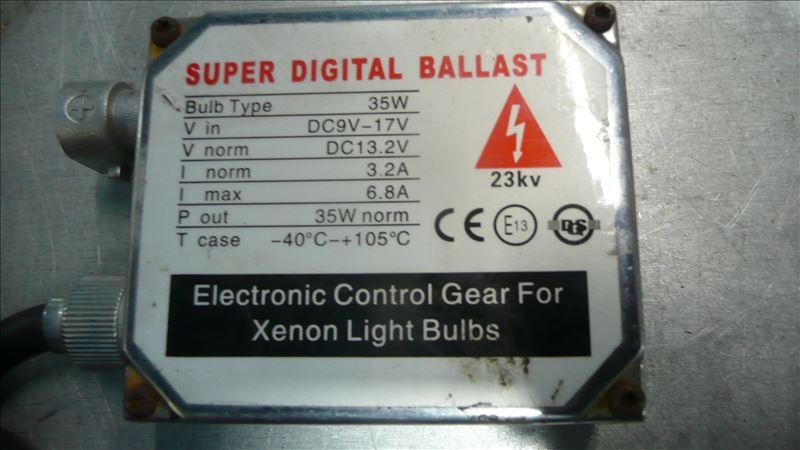 SUPER DIGITAL BALLAST
Bulb Type 35W
V in DC9V-17V
V norm DC13.2V
I norm 3.2A
I max 6.8A
P out 35W norm
T case -40°C-+105°C
23kv
CE E13
Electronic Control Gear For
Xenon Light Bulbs